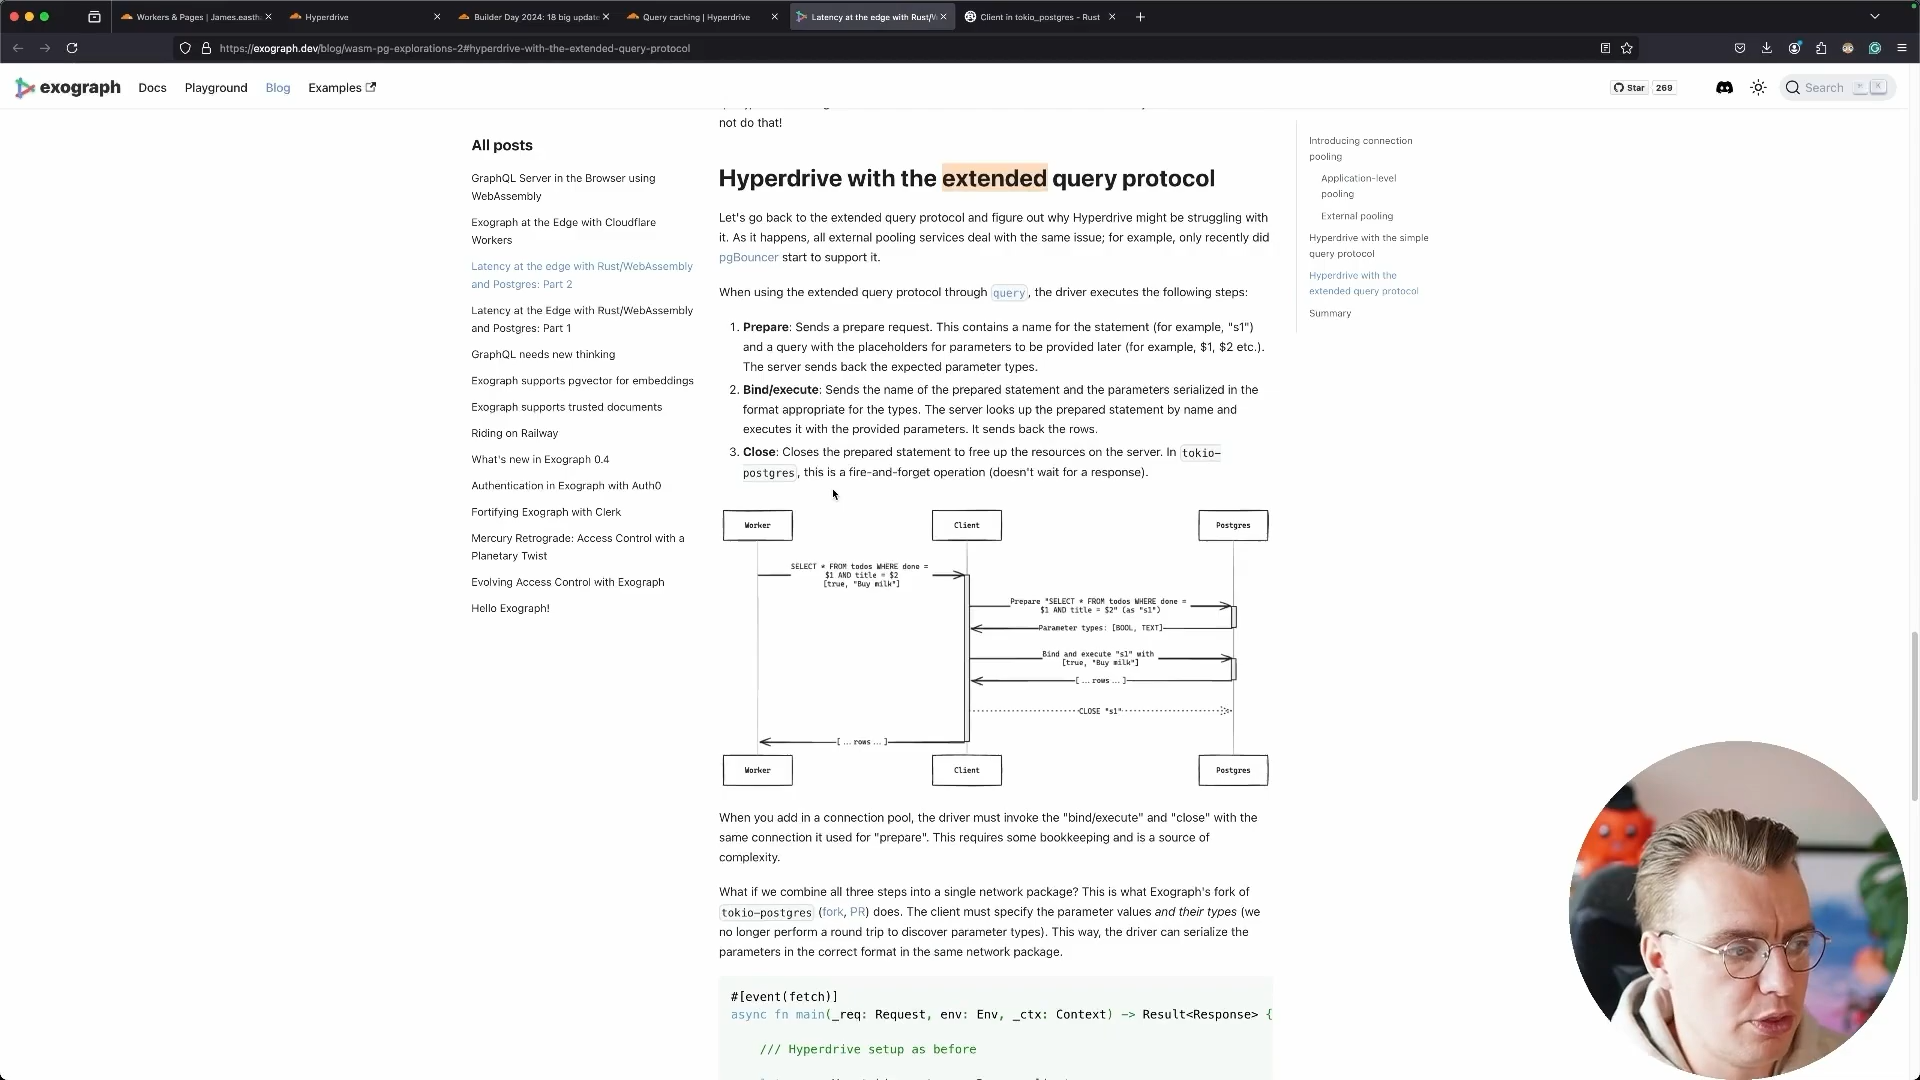 Workers & Pages | James.easth
Hyperdrive
Builder Day 2024: 18 big update
Query caching | Hyperdrive
Latency at the edge with Rust/W
Client in tokio_postgres - Rust
https://exograph.dev/blog/wasm-pg-explorations-2#hyperdrive-with-the-extended-query-protocol
exograph
Docs
Playground
Blog
Examples
Star
269
Search
K
not do that!
All posts
GraphQL Server in the Browser using
WebAssembly
Exograph at the Edge with Cloudflare
Workers
Latency at the edge with Rust/WebAssembly
and Postgres: Part 2
Latency at the Edge with Rust/WebAssembly
and Postgres: Part 1
GraphQL needs new thinking
Exograph supports pgvector for embeddings
Exograph supports trusted documents
Riding on Railway
What's new in Exograph 0.4
Authentication in Exograph with Auth0
Fortifying Exograph with Clerk
Mercury Retrograde: Access Control with a
Planetary Twist
Evolving Access Control with Exograph
Hello Exograph!
Hyperdrive with the extended query protocol
Let's go back to the extended query protocol and figure out why Hyperdrive might be struggling with
it. As it happens, all external pooling services deal with the same issue; for example, only recently did
pgBouncer start to support it.
When using the extended query protocol through query, the driver executes the following steps:
1. Prepare: Sends a prepare request. This contains a name for the statement (for example, "s1")
and a query with the placeholders for parameters to be provided later (for example, $1, $2 etc.).
The server sends back the expected parameter types.
2. Bind/execute: Sends the name of the prepared statement and the parameters serialized in the
format appropriate for the types. The server looks up the prepared statement by name and
executes it with the provided parameters. It sends back the rows.
3. Close: Closes the prepared statement to free up the resources on the server. In tokio-
postgres, this is a fire-and-forget operation (doesn't wait for a response).
Worker
Client
Postgres
SELECT * FROM todos WHERE done =
$1 AND title = $2
[true, "Buy milk"]
Prepare "SELECT * FROM todos WHERE done =
$1 AND title = $2" (as "s1")
Parameter types: [BOOL, TEXT]
Bind and execute "s1" with
[true, "Buy milk"]
[...rows...]
CLOSE "s1"
[...rows...]
Worker
Client
Postgres
When you add in a connection pool, the driver must invoke the "bind/execute" and "close" with the
same connection it used for "prepare". This requires some bookkeeping and is a source of
complexity.
What if we combine all three steps into a single network package? This is what Exograph's fork of
tokio-postgres (fork, PR) does. The client must specify the parameter values and their types (we
no longer perform a round trip to discover parameter types). This way, the driver can serialize the
parameters in the correct format in the same network package.
#[event(fetch)]
async fn main(_req: Request, env: Env, _ctx: Context) -> Result<Response> {
/// Hyperdrive setup as before
Introducing connection
pooling
Application-level
pooling
External pooling
Hyperdrive with the simple
query protocol
Hyperdrive with the
extended query protocol
Summary